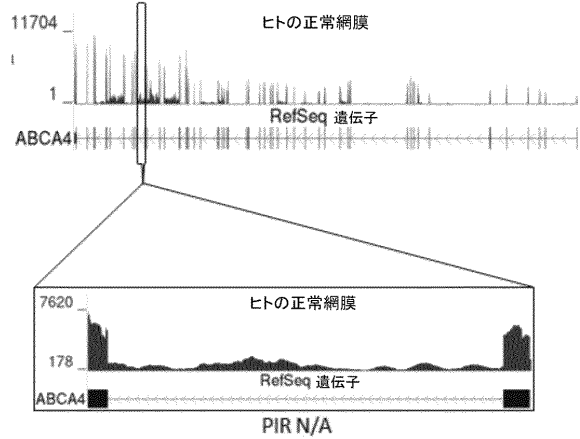 11704
ヒトの正常網膜
1
RefSeq 遺伝子
ABCA4
7620
ヒトの正常網膜
178
RefSeq 遺伝子
ABCA4
PIR N/A